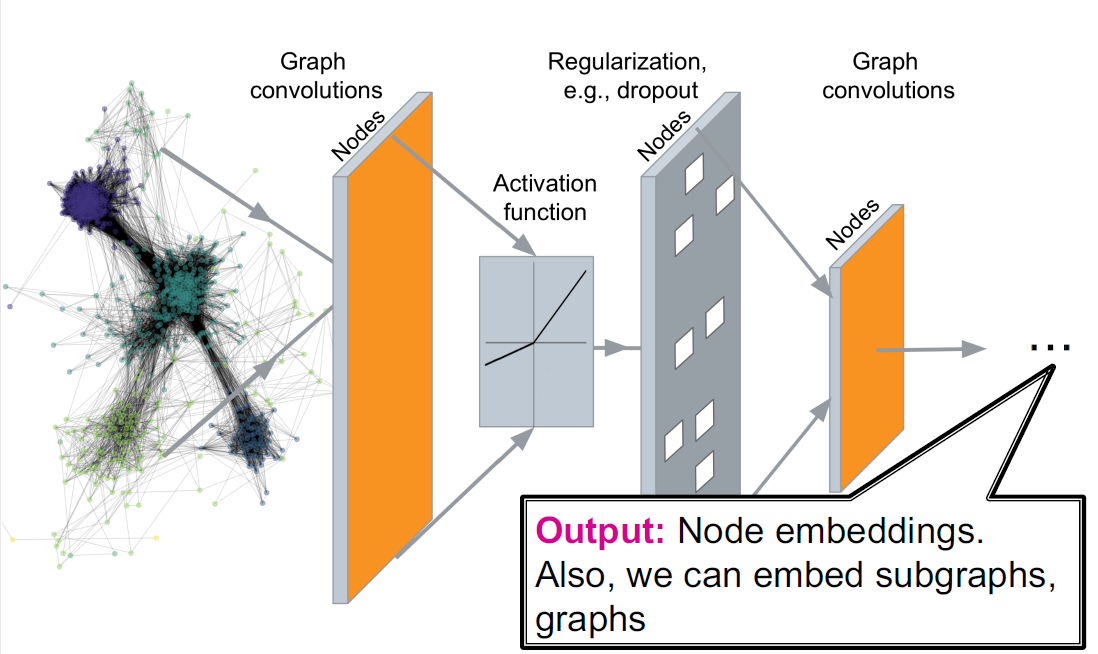 Graph
convolutions
Regularization,
e.g., dropout
Graph
convolutions
Nodes
Nodes
Activation
function
Nodes
...
Output: Node embeddings.
Also, we can embed subgraphs,
graphs